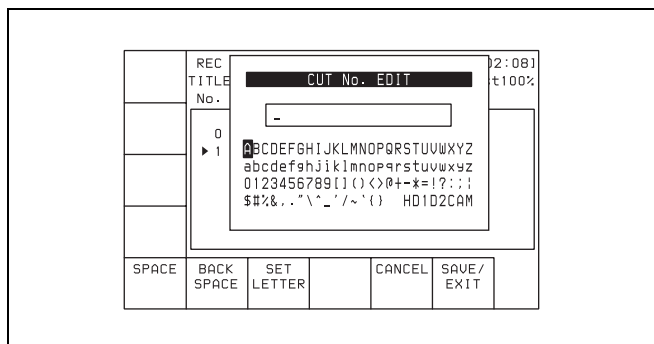 REC 2:08]
TITLE t100%
No.
CUT No. EDIT
_
0
▶ 1
ABCDEFGHIJKLMNOPQRSTUVWXYZ
abcdefghjiklmnopqrstuvwxyz
0123456789[]()<>@+-*=!?:;¦
$#%&,."\^_'/~`{} HD1D2CAM
SPACE BACK SPACE SET LETTER CANCEL SAVE/ EXIT